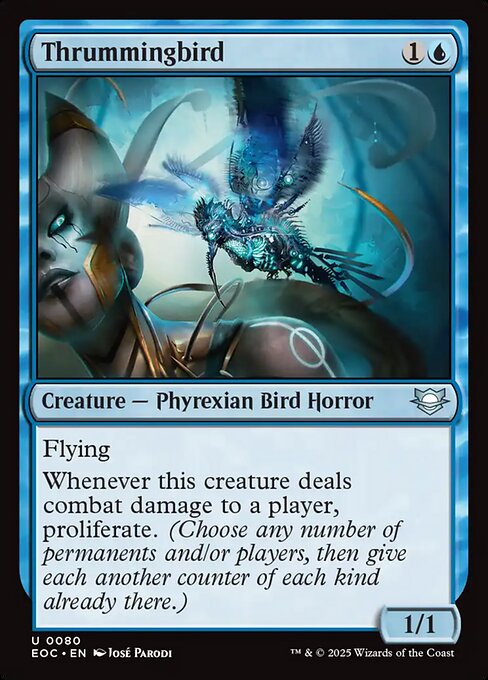 Thrummingbird 1
Creature — Phyrexian Bird Horror
Flying
Whenever this creature deals
combat damage to a player,
proliferate. (Choose any number of
permanents and/or players, then give
each another counter of each kind
already there.)
1/1
U 0080
EOC • EN José Parodi
™ & © 2025 Wizards of the Coast